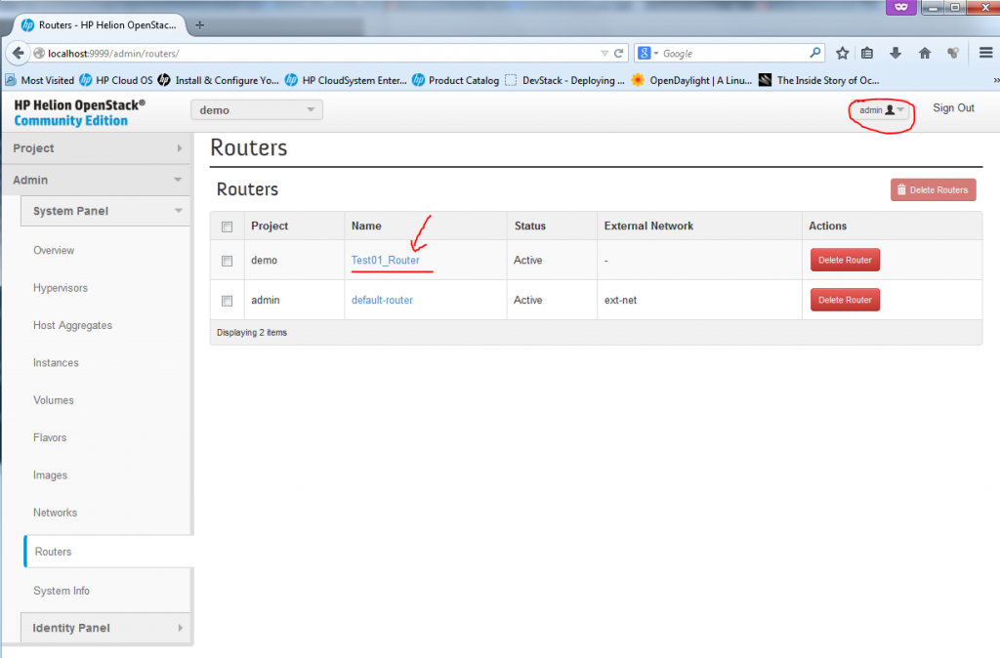 Routers - HP Helion OpenStac...
localhost:9999/admin/routers/
8
Google
Most Visited
HP Cloud OS
Install & Configure Yo...
HP CloudSystem Enter...
Product Catalog
DevStack - Deploying ...
OpenDaylight | A Linu...
The Inside Story of Oc...
HP Helion OpenStack®
Community Edition
demo
admin
Sign Out
Project
Admin
System Panel
Overview
Hypervisors
Host Aggregates
Instances
Volumes
Flavors
Images
Networks
Routers
System Info
Identity Panel
Routers
Routers
Delete Routers
Project Name Status External Network Actions
demo Test01_Router Active - Delete Router
admin default-router Active ext-net Delete Router
Displaying 2 items